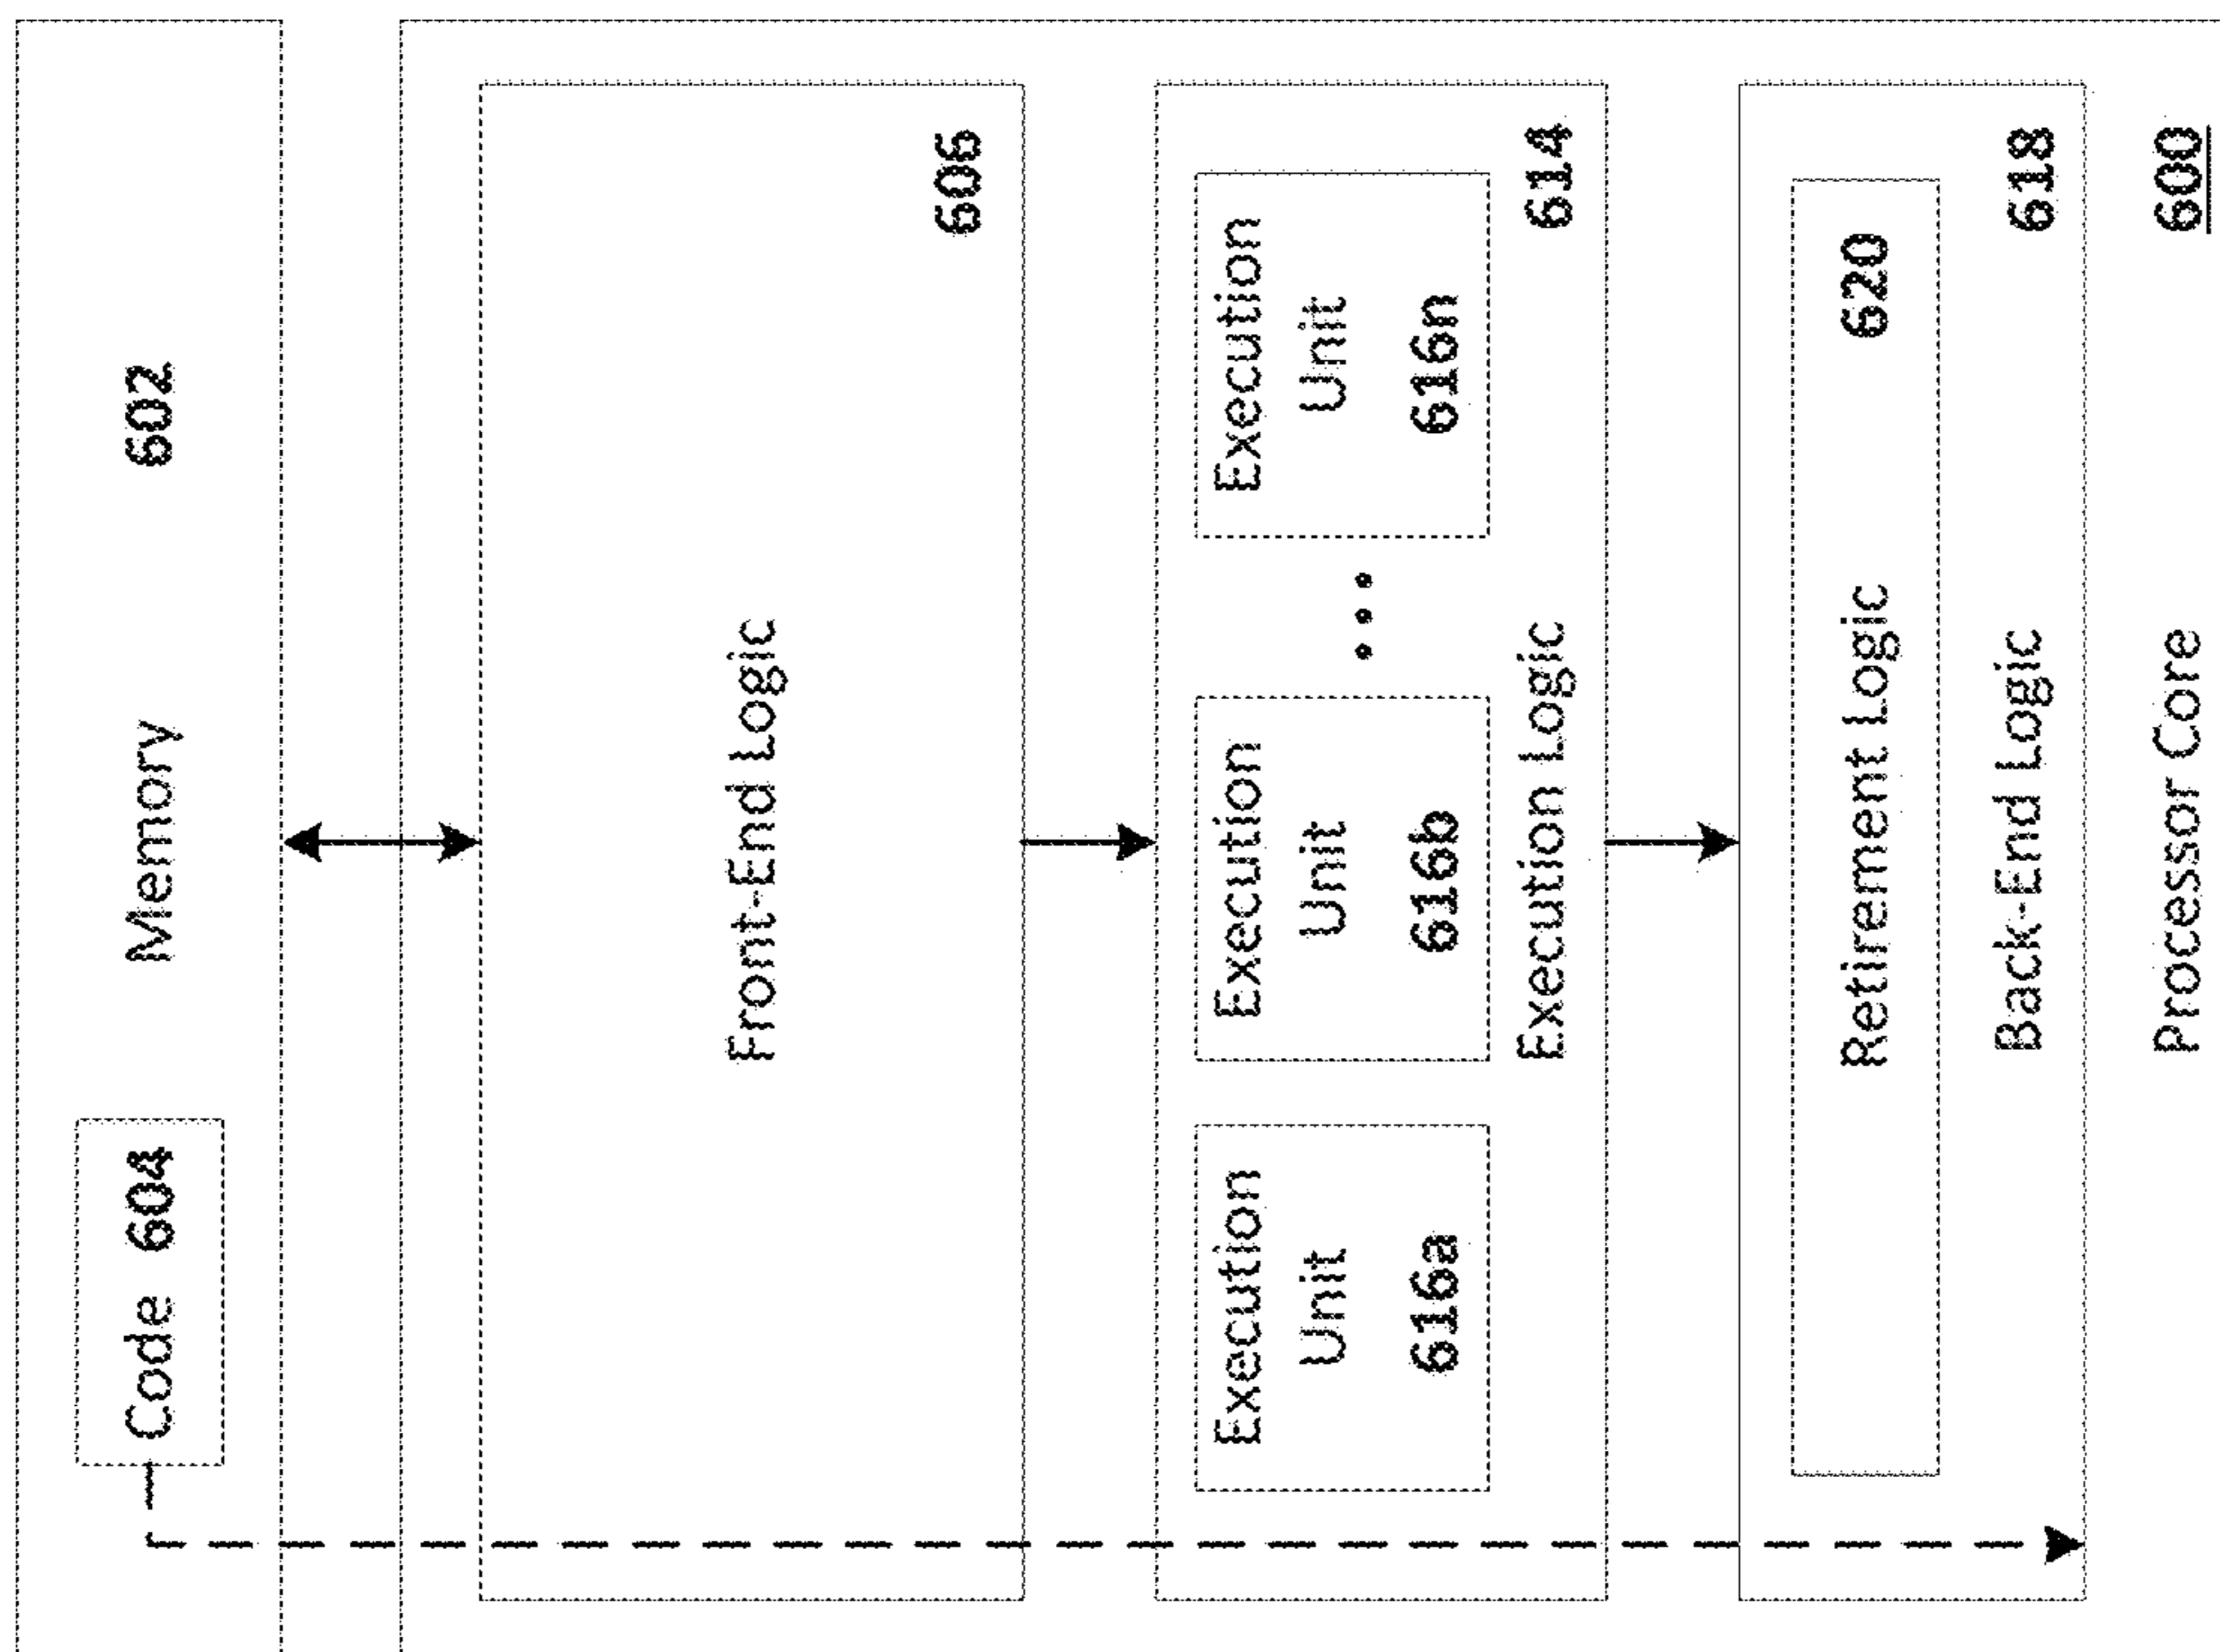 Code 604 Memory 602
Front-End Logic
606
Execution Execution Execution
Unit Unit Unit
616a 616b ••• 616n
Execution Logic 614
Retirement Logic 620
Back-End Logic 618
Processor Core 600